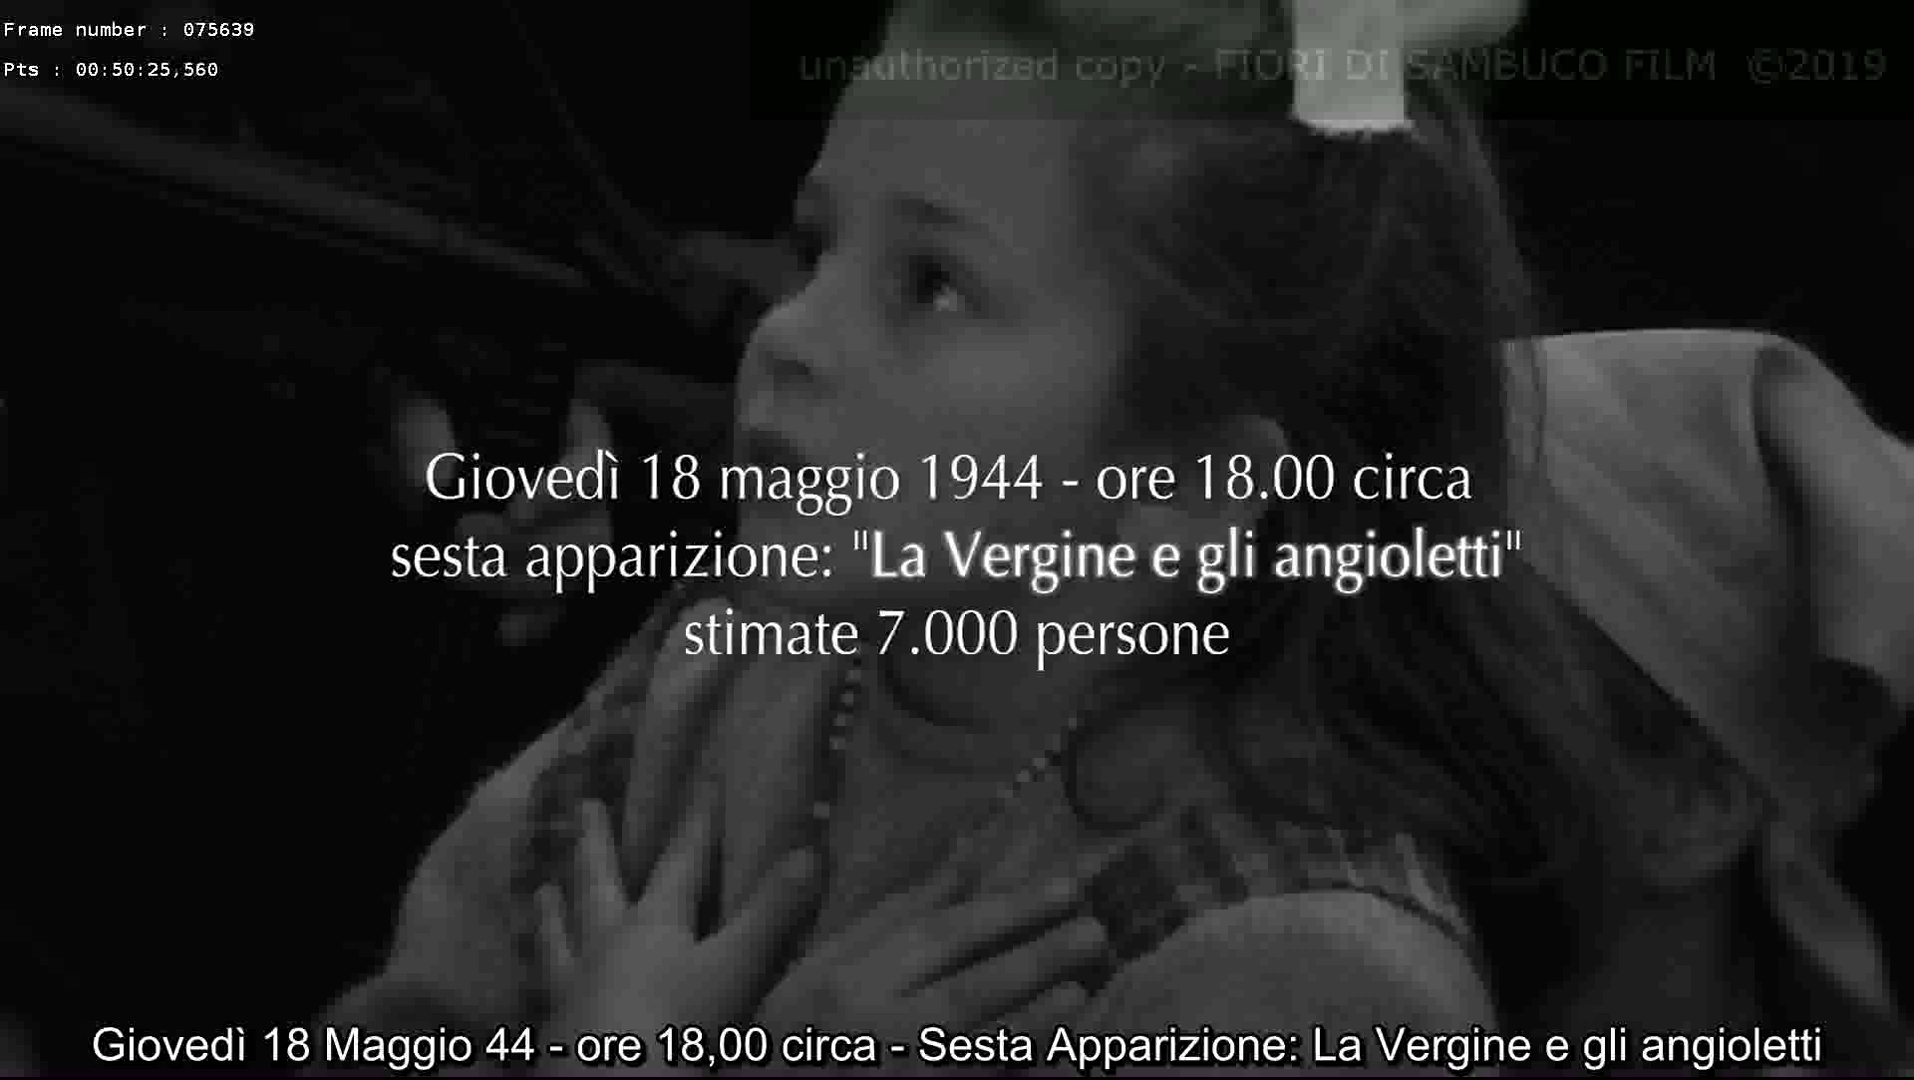 Frame number : 075639
Pts : 00:50:25,560
unauthorized copy - FIORI DI SAMBUCO FILM ©2019
Giovedì 18 maggio 1944 - ore 18.00 circa
sesta apparizione: "La Vergine e gli angioletti"
stimate 7.000 persone
Giovedì 18 Maggio 44 - ore 18,00 circa - Sesta Apparizione: La Vergine e gli angioletti